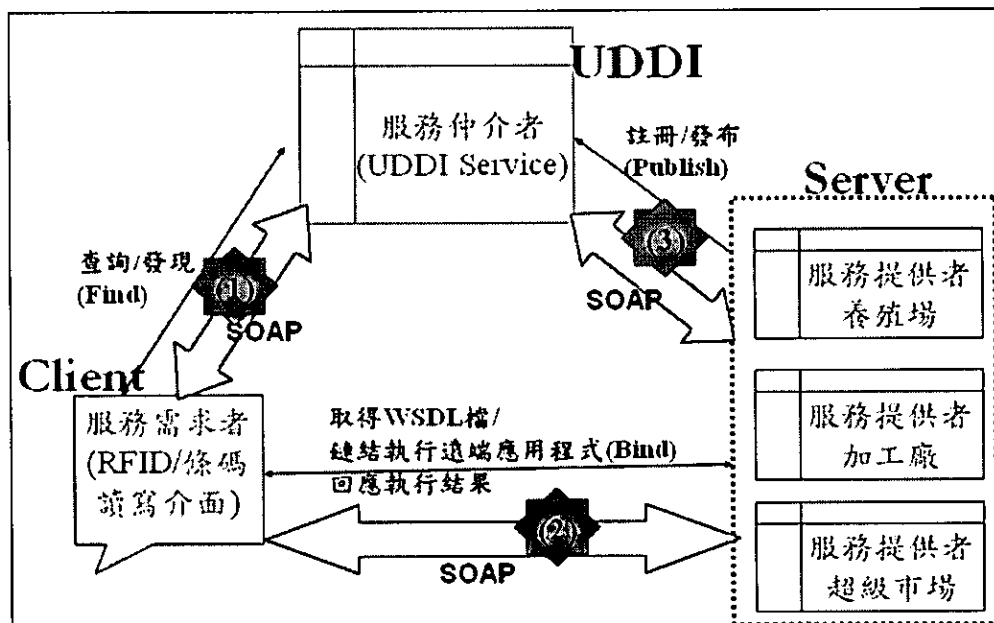 UDDI
服務仲介者
(UDDI Service)
註冊/發布
(Publish)
Server
查詢/發現
(Find)
(1)
SOAP
(3)
SOAP
服務提供者
養殖場
Client
服務需求者
(RFID/條碼
讀寫介面)
取得WSDL檔/
鏈結執行遠端應用程式(Bind)
回應執行結果
(2)
SOAP
服務提供者
加工廠
服務提供者
超級市場